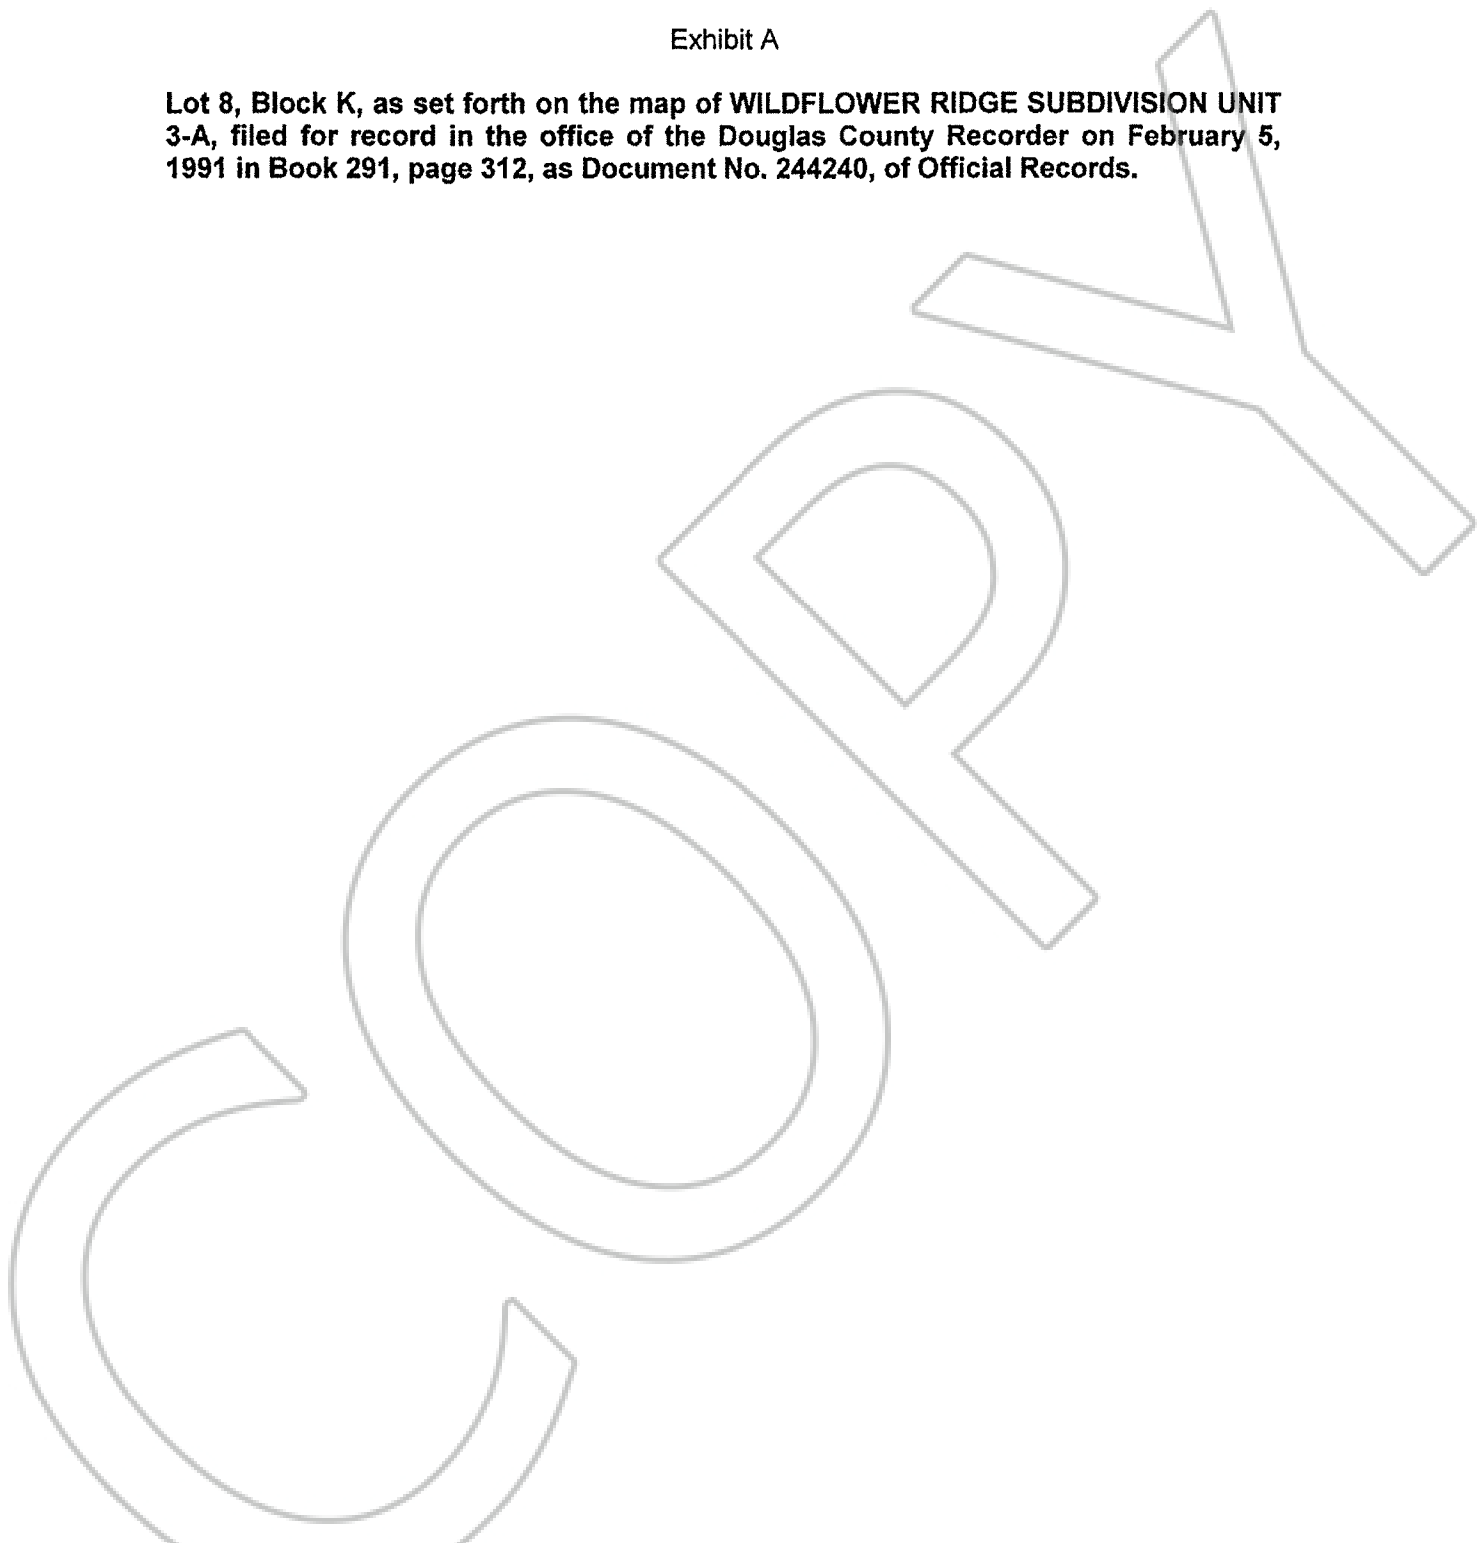 Exhibit A
Lot 8, Block K, as set forth on the map of WILDFLOWER RIDGE SUBDIVISION UNIT
3-A, filed for record in the office of the Douglas County Recorder on February 5,
1991 in Book 291, page 312, as Document No. 244240, of Official Records.
COPY